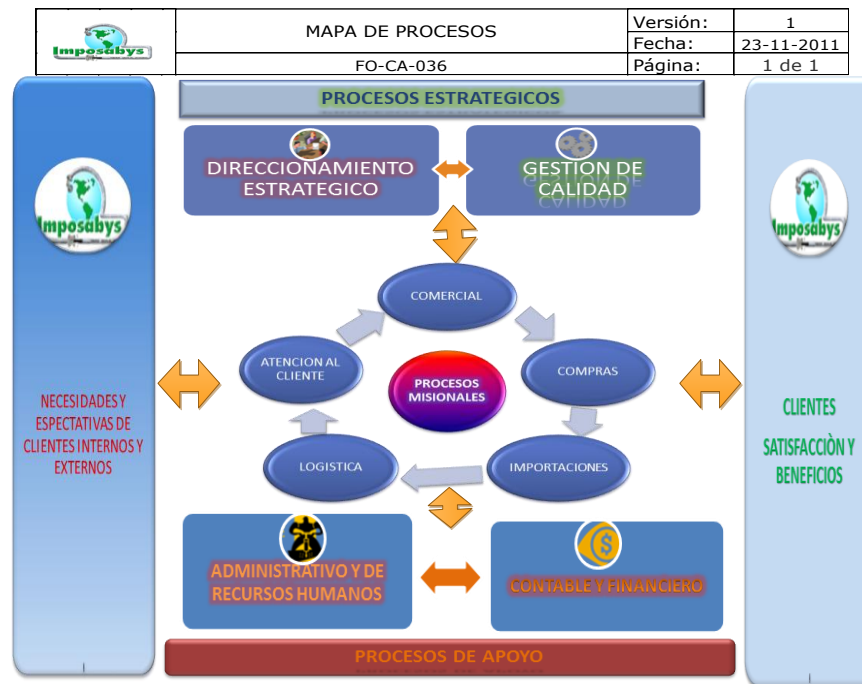 Imposabys
MAPA DE PROCESOS
Versión: 1
Fecha: 23-11-2011
FO-CA-036
Página: 1 de 1
PROCESOS ESTRATEGICOS
DIRECCIONAMIENTO
ESTRATEGICO
GESTION DE
CALIDAD
Imposabys
Imposabys
COMERCIAL
ATENCION AL
CLIENTE
COMPRAS
PROCESOS
MISIONALES
LOGISTICA
IMPORTACIONES
NECESIDADES Y
ESPECTATIVAS DE
CLIENTES INTERNOS Y
EXTERNOS
CLIENTES
SATISFACCIÒN Y
BENEFICIOS
ADMINISTRATIVO Y DE
RECURSOS HUMANOS
$
CONTABLE Y FINANCIERO
PROCESOS DE APOYO